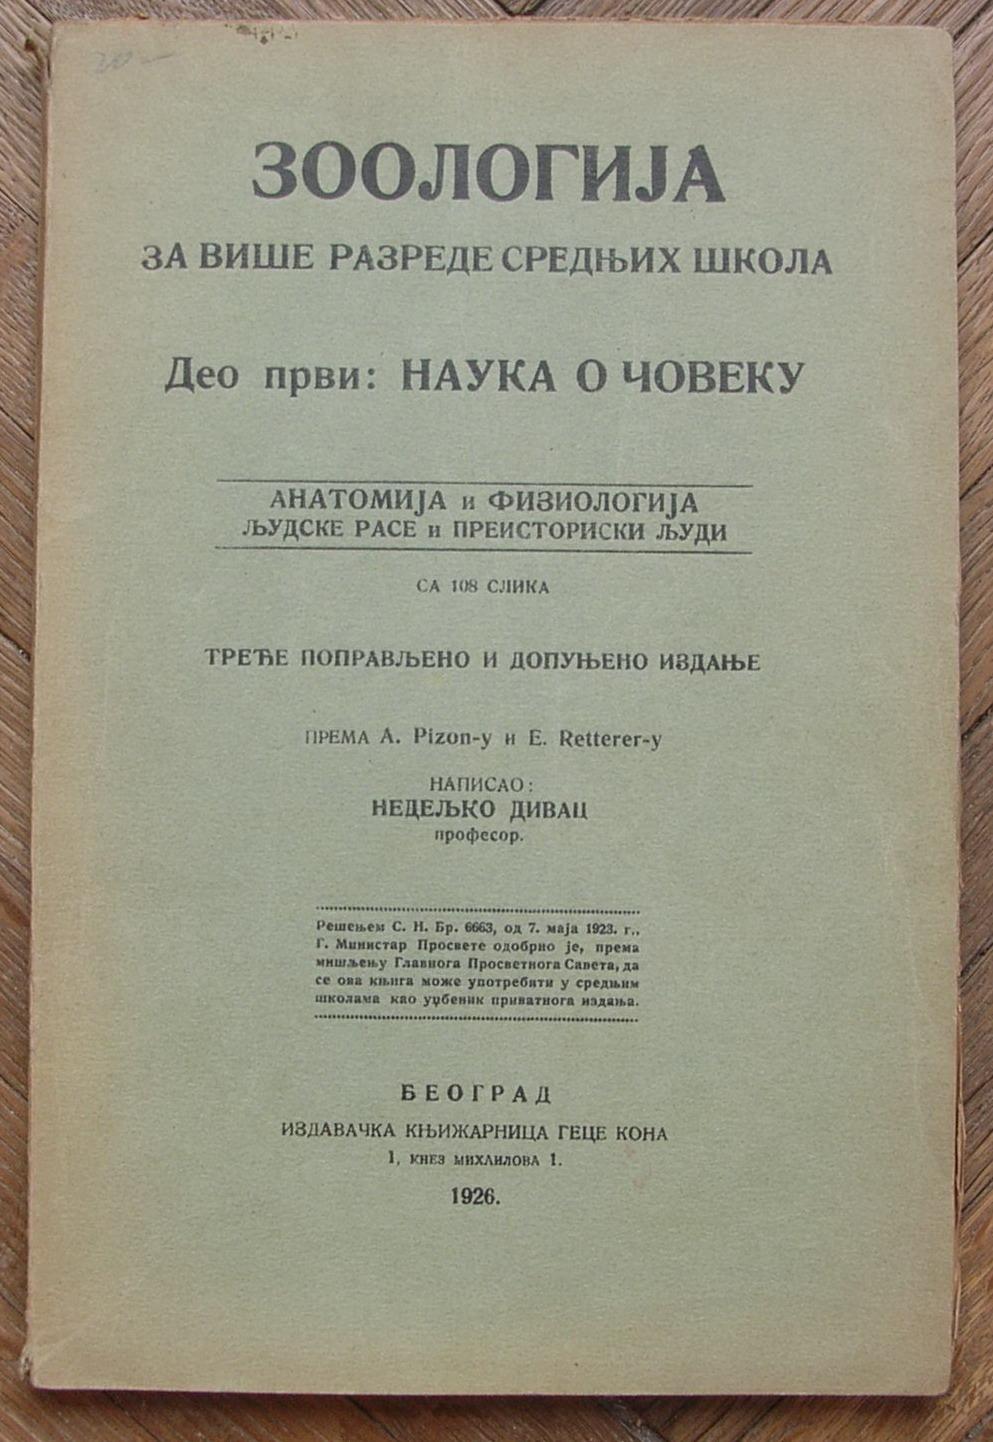 ЗООЛОГИЈА
ЗА ВИШЕ РАЗРЕДЕ СРЕДЊИХ ШКОЛА
Део први: НАУКА О ЧОВЕКУ
АНАТОМИЈА и ФИЗИОЛОГИЈА
ЉУДСКЕ РАСЕ и ПРЕИСТОРИСКИ ЉУДИ
СА 108 СЛИКА
ТРЕЋЕ ПОПРАВЉЕНО И ДОПУЊЕНО ИЗДАЊЕ
ПРЕМА A. Pizon-у и E. Retterer-у
НАПИСАО:
НЕДЕЉКО ДИВАЦ
професор.
Решењем С. Н. Бр. 6663, од 7. маја 1923. г.,
Г. Министар Просвете одобрио је, према
мишљењу Главнога Просветнога Савета, да
се ова књига може употребити у средњим
школама као уџбеник приватнога издања.
БЕОГРАД
ИЗДАВАЧКА КЊИЖАРНИЦА ГЕЦЕ КОНА
1, КНЕЗ МИХАИЛОВА 1.
1926.